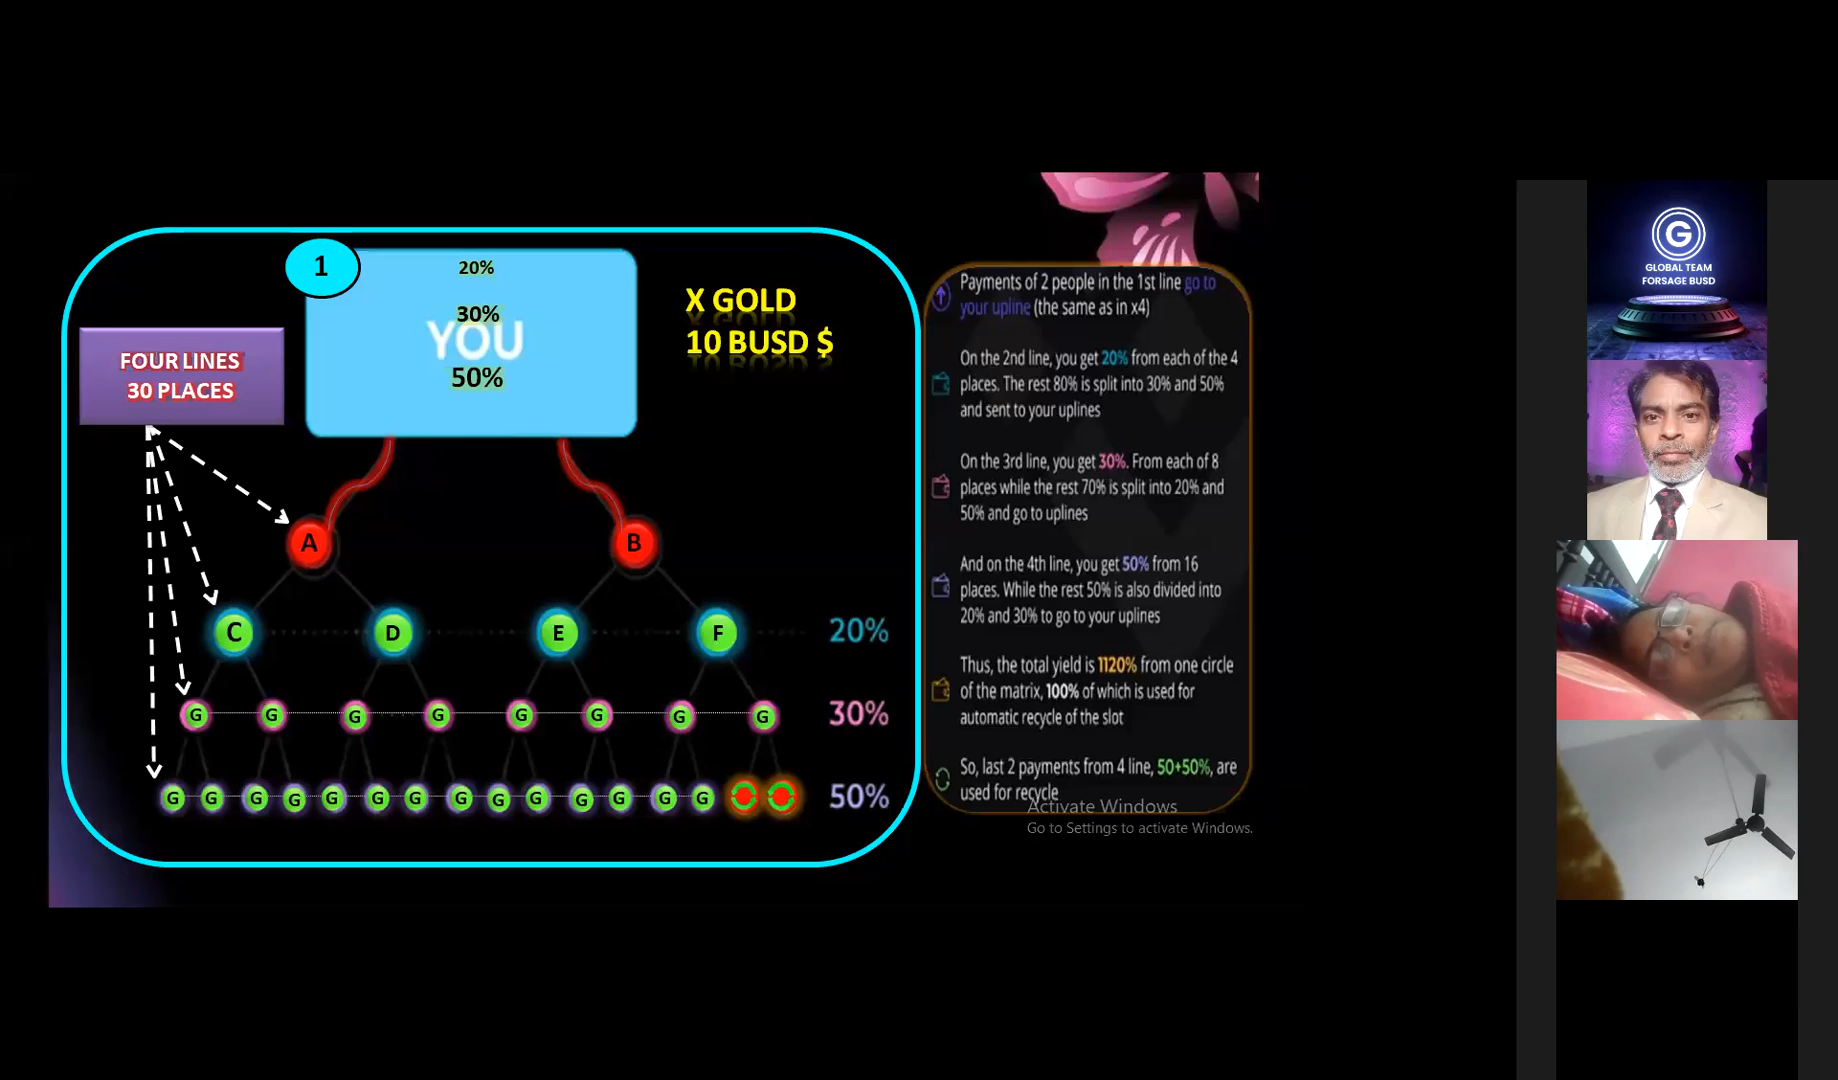 1
20%
30%
YOU
50%
X GOLD
10 BUSD $
FOUR LINES
30 PLACES
A
B
C
D
E
F
20%
G
G
G
G
G
G
G
G
30%
G
G
G
G
G
G
G
G
G
G
G
G
G
G
50%
Payments of 2 people in the 1st line go to
your upline (the same as in x4)
On the 2nd line, you get 20% from each of the 4
places. The rest 80% is split into 30% and 50%
and sent to your uplines
On the 3rd line, you get 30%. From each of 8
places while the rest 70% is split into 20% and
50% and go to uplines
And on the 4th line, you get 50% from 16
places. While the rest 50% is also divided into
20% and 30% to go to your uplines
Thus, the total yield is 1120% from one circle
of the matrix, 100% of which is used for
automatic recycle of the slot
So, last 2 payments from 4 line, 50+50%, are
used for recycle
Activate Windows
Go to Settings to activate Windows.
G
GLOBAL TEAM
FORSAGE BUSD